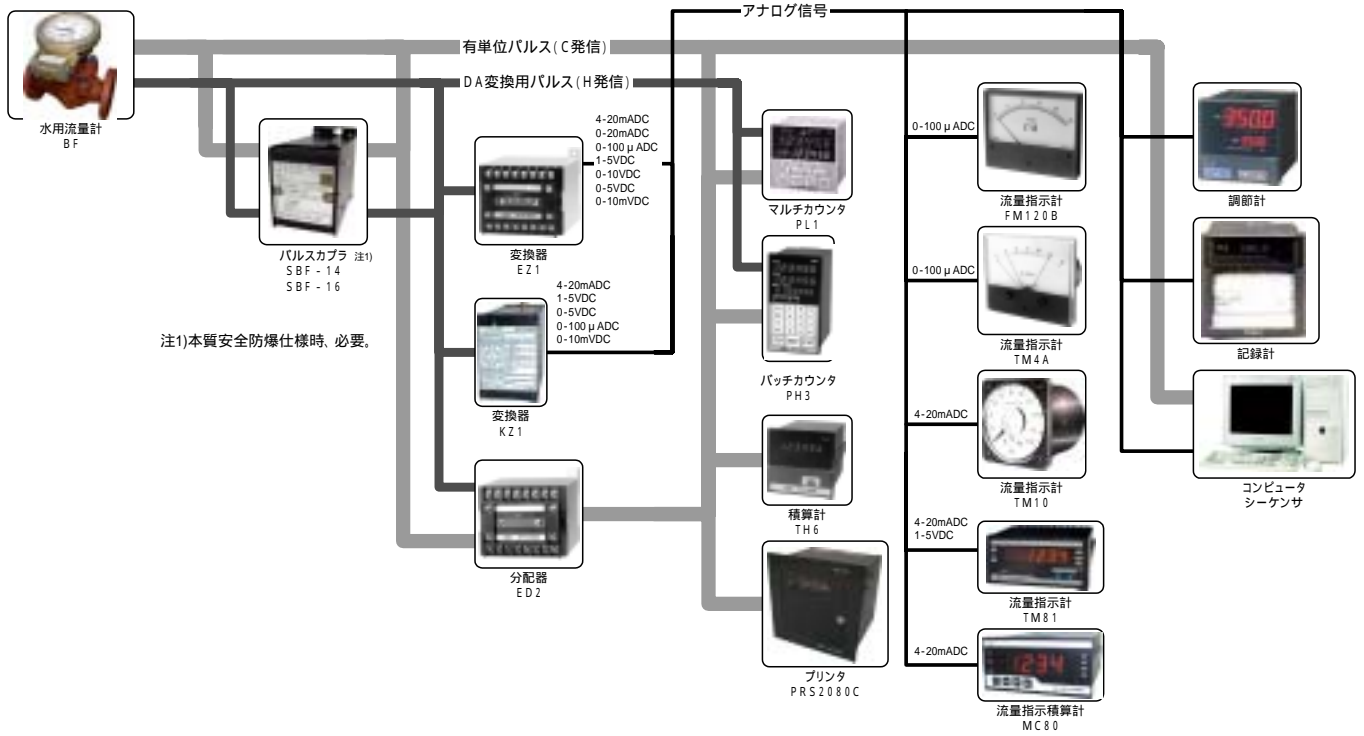 アナログ信号
有単位パルス(C発信)
DA変換用パルス(H発信)
水用流量計
BF
パルスカプラ 注1)
SBF-14
SBF-16
注1)本質安全防爆仕様時、必要。
4-20mADC
0-20mADC
0-100μADC
1-5VDC
0-10VDC
0-5VDC
0-10mVDC
変換器
EZ1
4-20mADC
1-5VDC
0-5VDC
0-100μADC
0-10mVDC
変換器
KZ1
分配器
ED2
マルチカウンタ
PL1
バッチカウンタ
PH3
積算計
TH6
プリンタ
PRS2080C
0-100μADC
流量指示計
FM120B
0-100μADC
流量指示計
TM4A
4-20mADC
流量指示計
TM10
4-20mADC
1-5VDC
1234
流量指示計
TM81
4-20mADC
1234
流量指示積算計
MC80
調節計
記録計
コンピュータ
シーケンサ